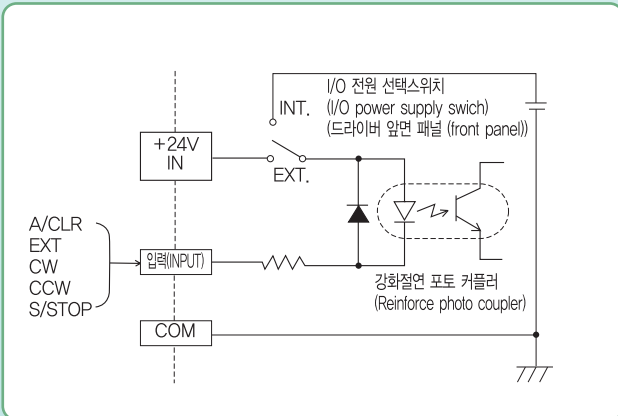 I/O 전원 선택스위치
(I/O power supply swich)
(드라이버 앞면 패널 (front panel))
INT.
+24V
IN
EXT.
A/CLR
EXT
CW
CCW
S/STOP
입력(INPUT)
강화절연 포토 커플러
(Reinforce photo coupler)
COM